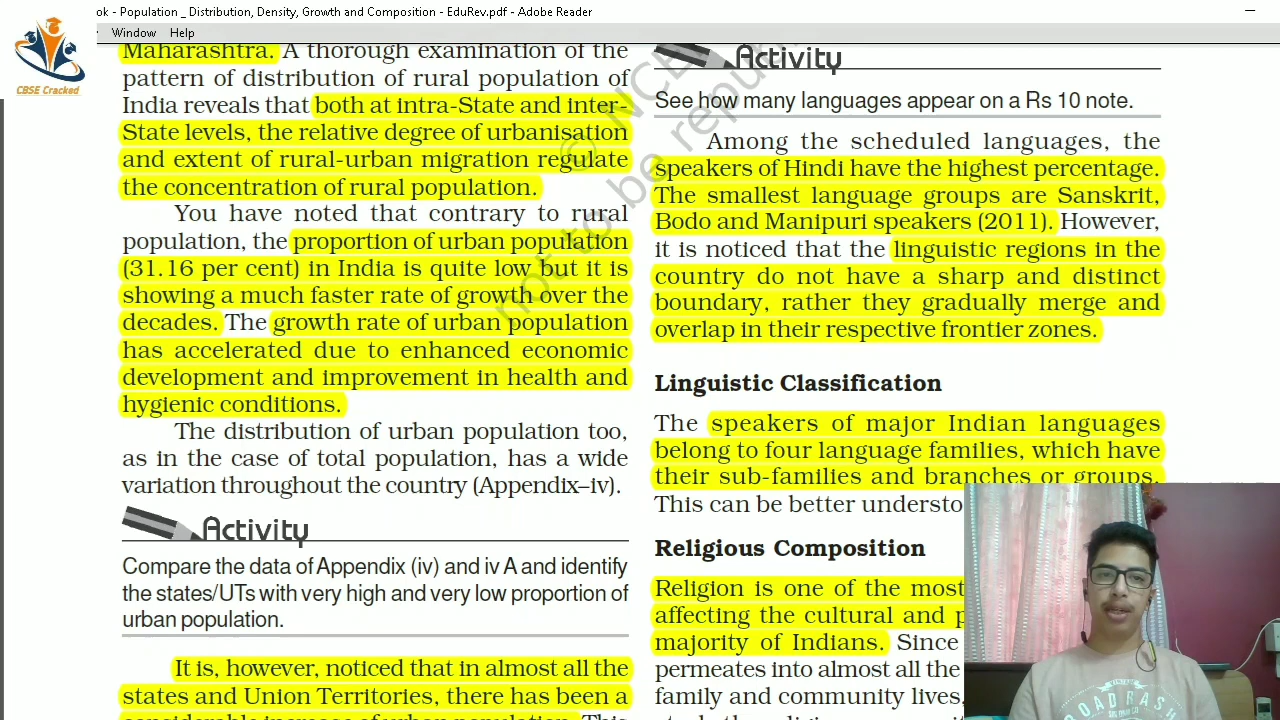 ok - Population _ Distribution, Density, Growth and Composition - EduRev.pdf - Adobe Reader
Window Help
CBSE Cracked
Maharashtra. A thorough examination of the
pattern of distribution of rural population of
India reveals that both at intra-State and inter-
State levels, the relative degree of urbanisation
and extent of rural-urban migration regulate
the concentration of rural population.
You have noted that contrary to rural
population, the proportion of urban population
(31.16 per cent) in India is quite low but it is
showing a much faster rate of growth over the
decades. The growth rate of urban population
has accelerated due to enhanced economic
development and improvement in health and
hygienic conditions.
The distribution of urban population too,
as in the case of total population, has a wide
variation throughout the country (Appendix–iv).
Activity
Compare the data of Appendix (iv) and iv A and identify
the states/UTs with very high and very low proportion of
urban population.
It is, however, noticed that in almost all the
states and Union Territories, there has been a
considerable increase of urban population. This
Activity
See how many languages appear on a Rs 10 note.
Among the scheduled languages, the
speakers of Hindi have the highest percentage.
The smallest language groups are Sanskrit,
Bodo and Manipuri speakers (2011). However,
it is noticed that the linguistic regions in the
country do not have a sharp and distinct
boundary, rather they gradually merge and
overlap in their respective frontier zones.
Linguistic Classification
The speakers of major Indian languages
belong to four language families, which have
their sub-families and branches or groups.
This can be better understo
Religious Composition
Religion is one of the most
affecting the cultural and p
majority of Indians. Since
permeates into almost all the
family and community lives,
© NCE
not to be repu
ROAD RASH